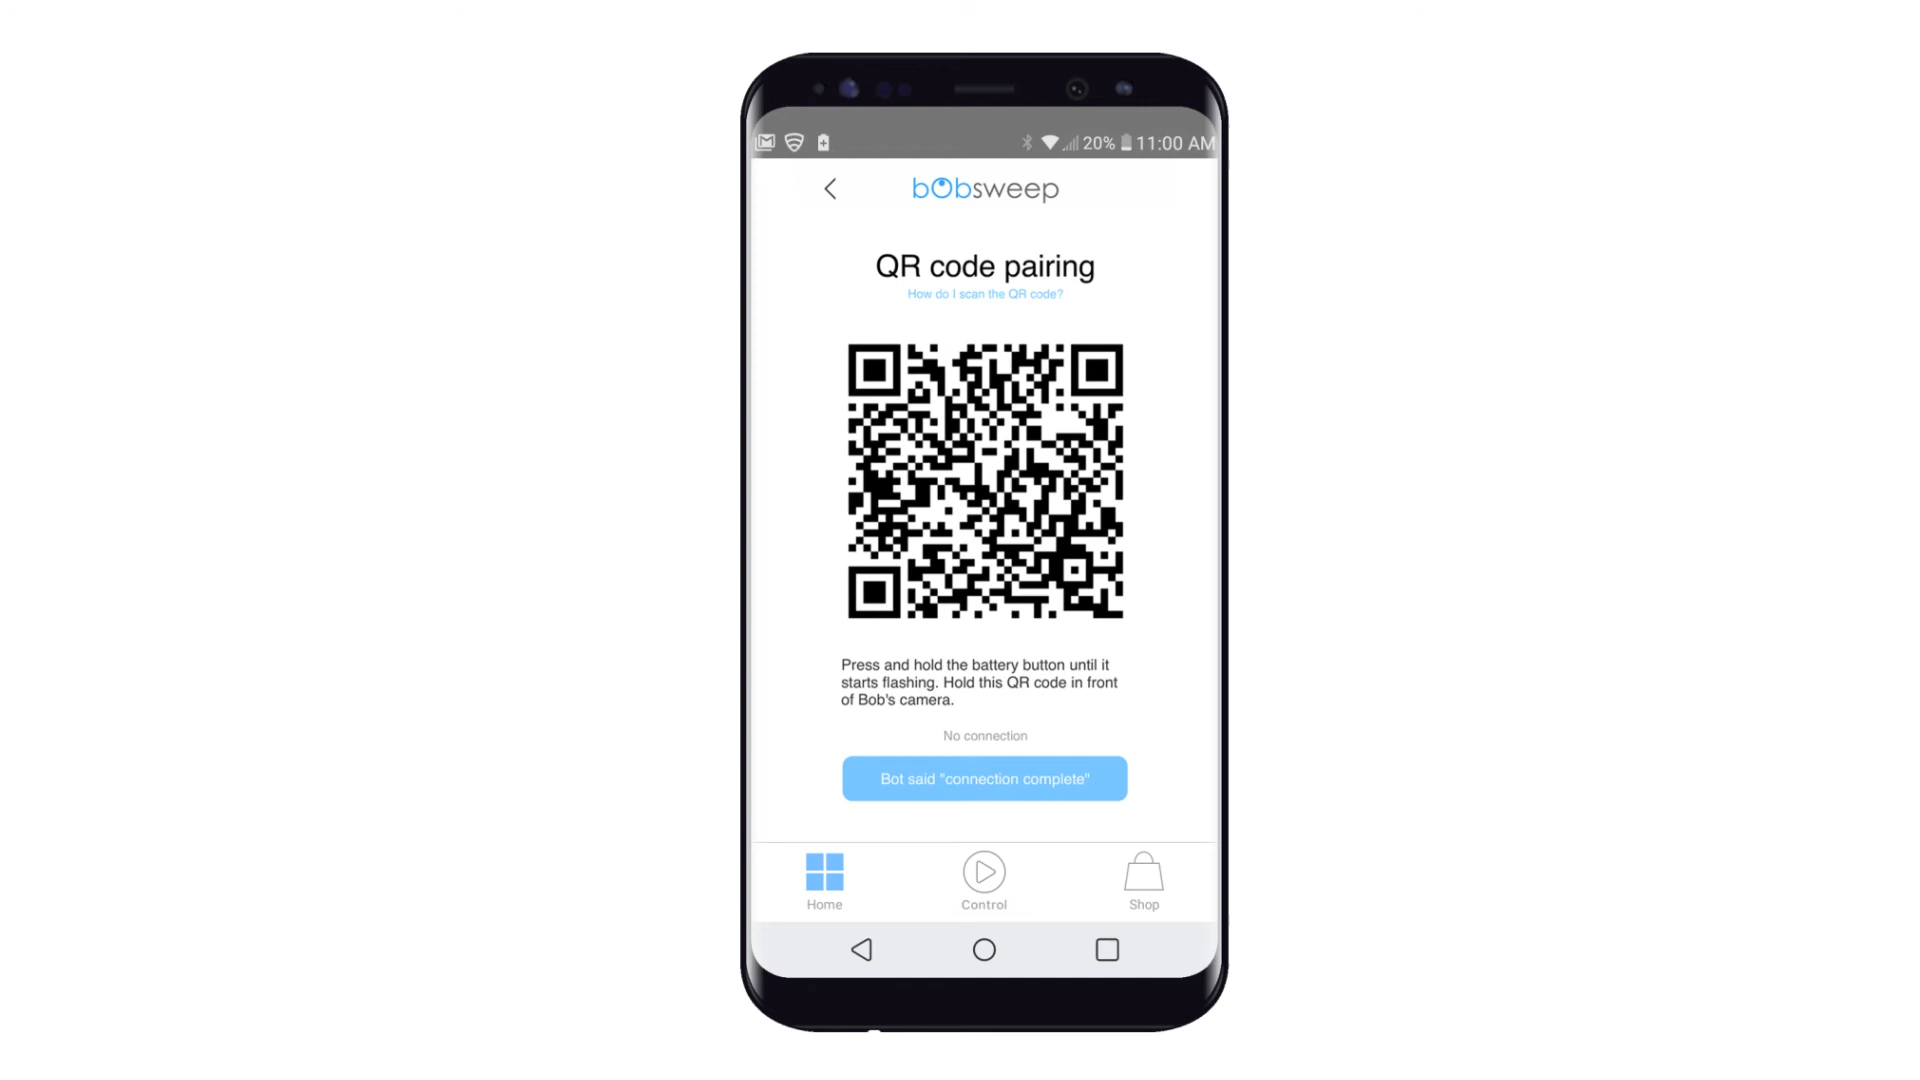 20% 11:00 AM
bobsweep
QR code pairing
How do I scan the QR code?
Press and hold the battery button until it
starts flashing. Hold this QR code in front
of Bob's camera.
No connection
Bot said "connection complete"
Home Control Shop